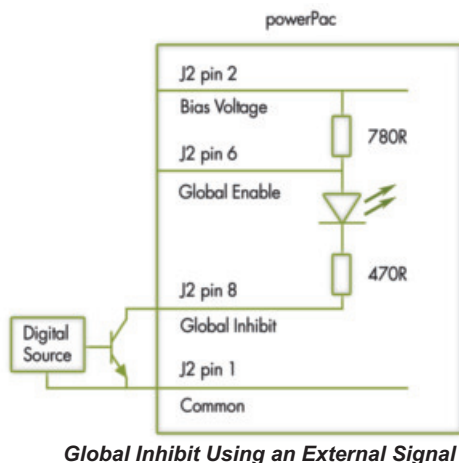 powerPac
J2 pin 2
Bias Voltage
780R
J2 pin 6
Global Enable
470R
J2 pin 8
Global Inhibit
Digital
Source
J2 pin 1
Common
Global Inhibit Using an External Signal